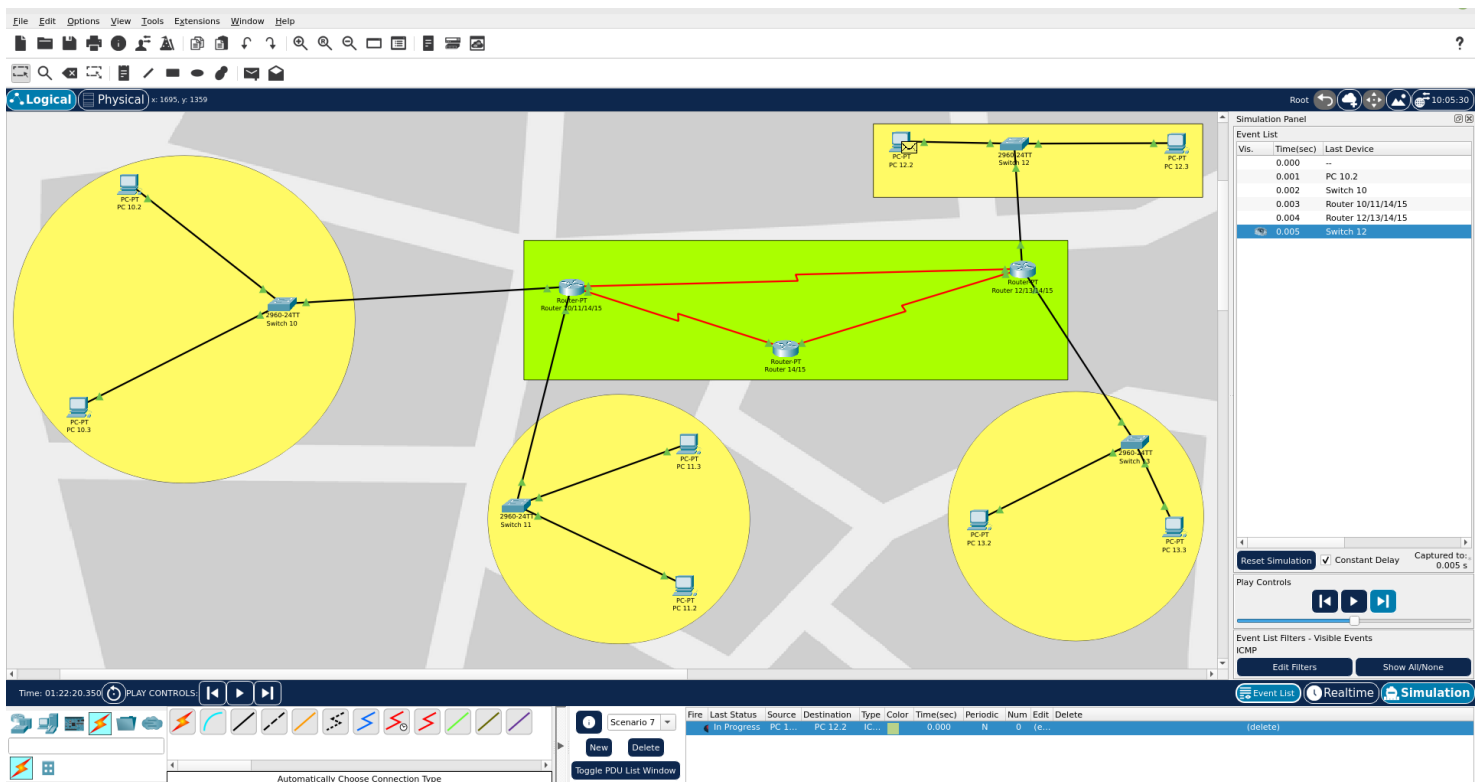 File Edit Options View Tools Extensions Window Help
?
Logical Physical x: 1695, y: 1359 Root 10:05:30
PC-PT
PC 10.2
2960-24TT
Switch 10
PC-PT
PC 10.3
PC-PT
PC 12.2
2960-24TT
Switch 12
PC-PT
PC 12.3
Router-PT
Router 10/11/14/15
Router-PT
Router 12/13/14/15
Router-PT
Router 14/15
PC-PT
PC 11.3
2960-24TT
Switch 11
PC-PT
PC 11.2
2960-24TT
Switch 13
PC-PT
PC 13.2
PC-PT
PC 13.3
Simulation Panel
Event List
Vis. Time(sec) Last Device
0.000 --
0.001 PC 10.2
0.002 Switch 10
0.003 Router 10/11/14/15
0.004 Router 12/13/14/15
0.005 Switch 12
Reset Simulation Constant Delay Captured to:
0.005 s
Play Controls
Event List Filters - Visible Events
ICMP
Edit Filters Show All/None
Time: 01:22:20.350 PLAY CONTROLS: Event List Realtime Simulation
Scenario 7
New Delete
Toggle PDU List Window
Fire Last Status Source Destination Type Color Time(sec) Periodic Num Edit Delete
In Progress PC 1... PC 12.2 IC... 0.000 N 0 (e... (delete)
Automatically Choose Connection Type